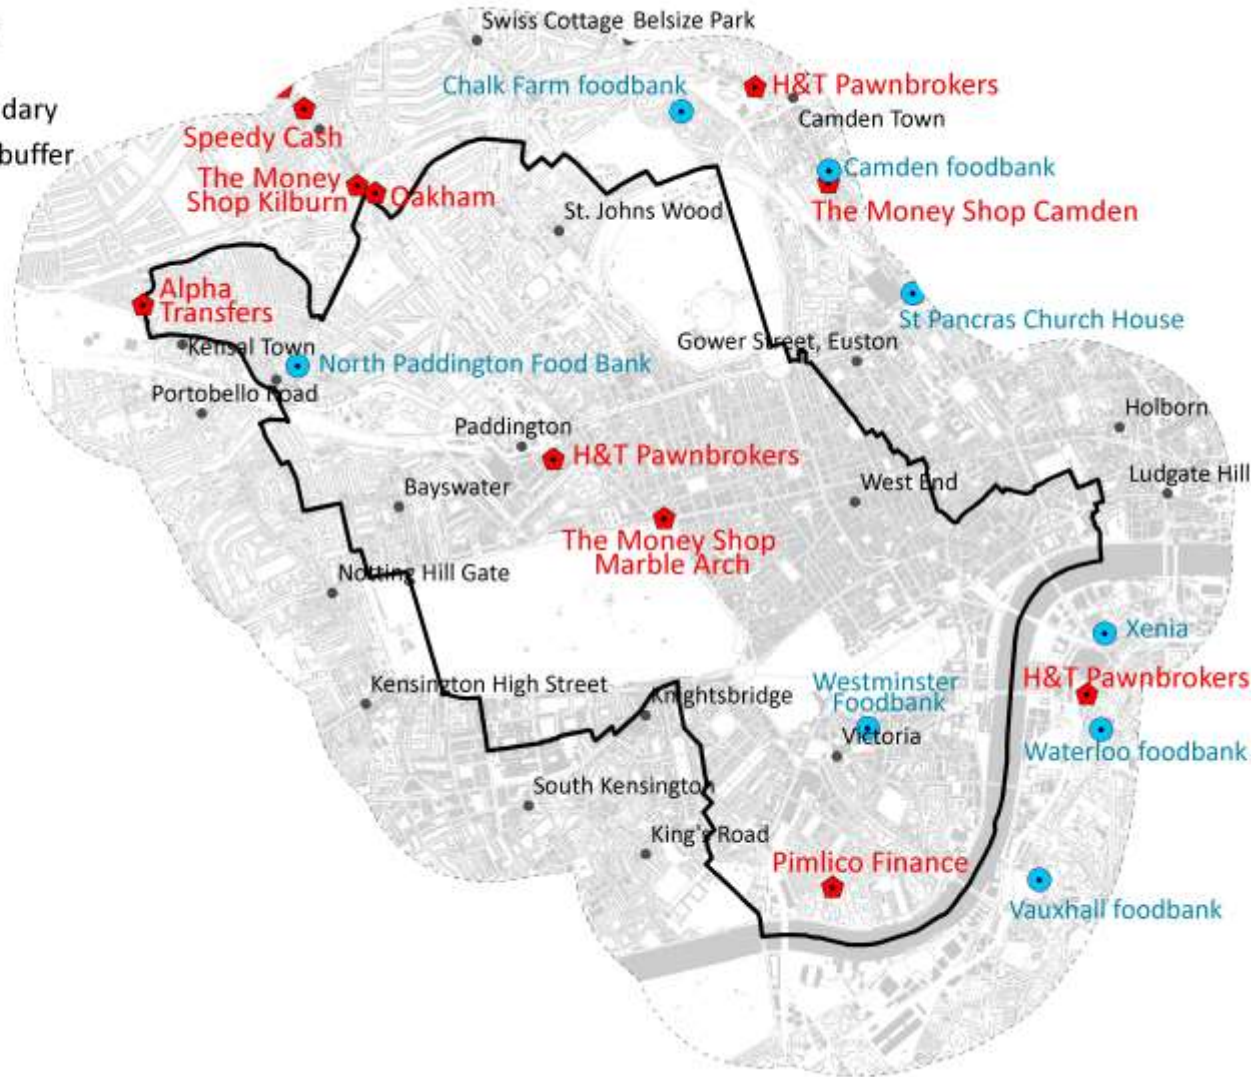 Swiss Cottage Belsize Park
Chalk Farm foodbank
H&T Pawnbrokers
dary
Camden Town
Speedy Cash
buffer
Camden foodbank
The Money
Shop Kilburn
Oakham
St. Johns Wood
The Money Shop Camden
Alpha
Transfers
St Pancras Church House
Gower Street, Euston
Kensal Town
North Paddington Food Bank
Portobello Road
Holborn
Paddington
H&T Pawnbrokers
Ludgate Hill
Bayswater
West End
The Money Shop
Marble Arch
Notting Hill Gate
Xenia
Kensington High Street
Knightsbridge
Westminster
Foodbank
H&T Pawnbrokers
Victoria
Waterloo foodbank
South Kensington
King's Road
Pimlico Finance
Vauxhall foodbank